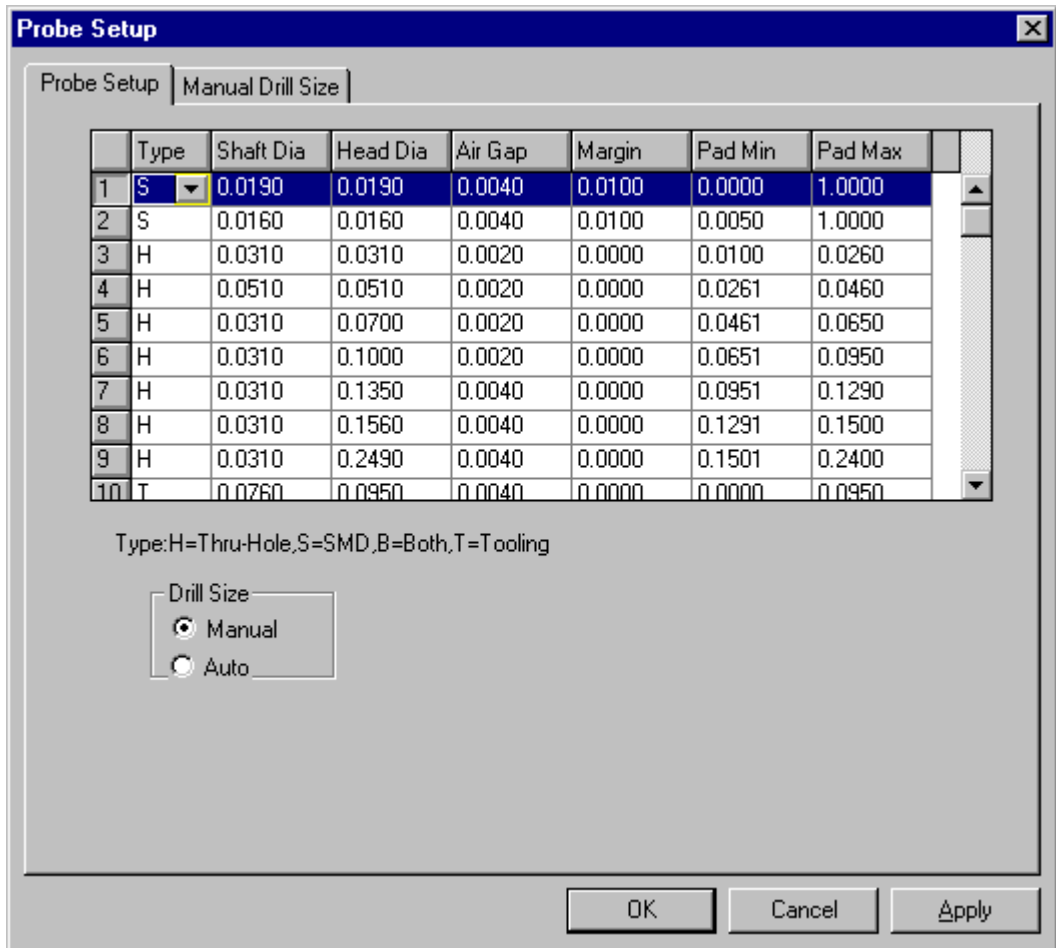 Probe Setup
Probe Setup Manual Drill Size
Type Shaft Dia Head Dia Air Gap Margin Pad Min Pad Max
1 S 0.0190 0.0190 0.0040 0.0100 0.0000 1.0000
2 S 0.0160 0.0160 0.0040 0.0100 0.0050 1.0000
3 H 0.0310 0.0310 0.0020 0.0000 0.0100 0.0260
4 H 0.0510 0.0510 0.0020 0.0000 0.0261 0.0460
5 H 0.0310 0.0700 0.0020 0.0000 0.0461 0.0650
6 H 0.0310 0.1000 0.0020 0.0000 0.0651 0.0950
7 H 0.0310 0.1350 0.0040 0.0000 0.0951 0.1290
8 H 0.0310 0.1560 0.0040 0.0000 0.1291 0.1500
9 H 0.0310 0.2490 0.0040 0.0000 0.1501 0.2400
10 T 0.0760 0.0950 0.0040 0.0000 0.0000 0.0950
Type:H=Thru-Hole,S=SMD,B=Both,T=Tooling
Drill Size
Manual
Auto
OK Cancel Apply